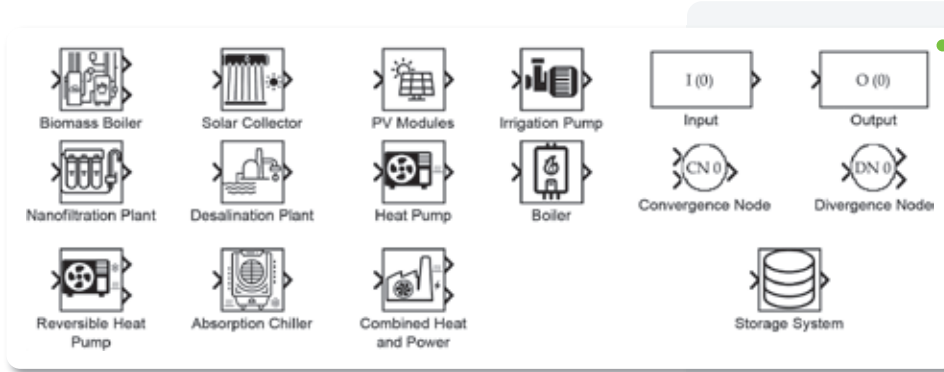 I (0)
O (0)
Biomass Boiler
Solar Collector
PV Modules
Irrigation Pump
Input
Output
CN 0
DN 0
Nanofiltration Plant
Desalination Plant
Heat Pump
Boiler
Convergence Node
Divergence Node
Reversible Heat
Pump
Absorption Chiller
Combined Heat
and Power
Storage System